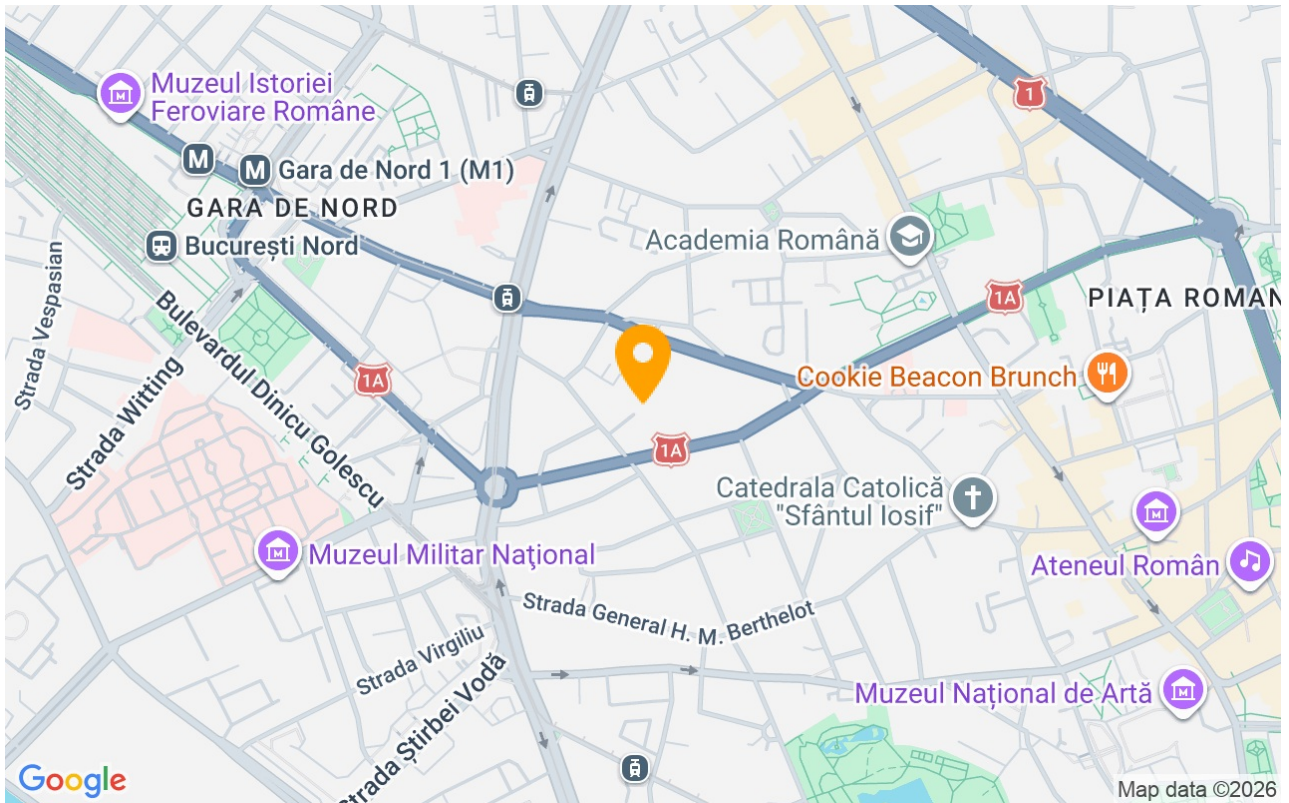 1
Muzeul Istoriei
Feroviare Române
M
M
Gara de Nord 1 (M1)
GARA DE NORD
București Nord
Academia Română
1A
PIAȚA ROMAN
Strada Vespasian
Bulevardul Dinicu Golescu
Strada Witting
1A
Cookie Beacon Brunch
1A
Catedrala Catolică
"Sfântul Iosif"
Muzeul Militar Naţional
Ateneul Român
Strada General H. M. Berthelot
Strada Virgiliu
Strada Știrbei Vodă
Muzeul Național de Artă
Google
Map data ©2026